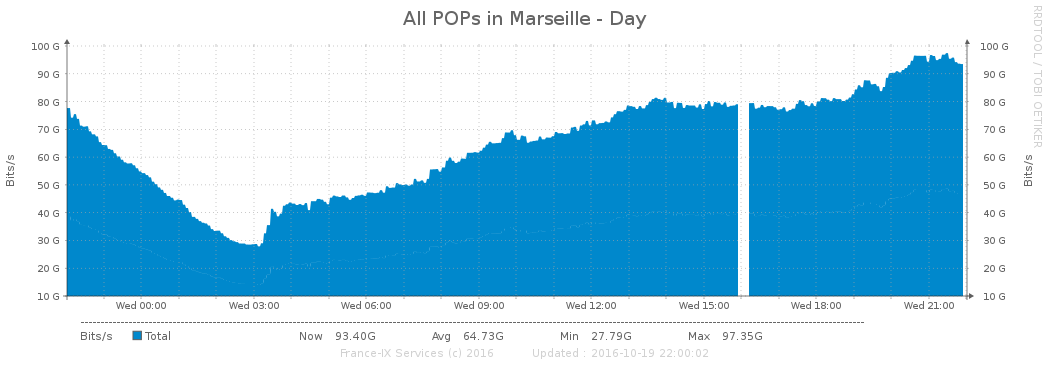 All POPs in Marseille - Day
RRDTOOL / TOBI OETIKER
Bits/s
100 G 100 G
90 G 90 G
80 G 80 G
70 G 70 G
60 G 60 G
50 G 50 G
40 G 40 G
30 G 30 G
20 G 20 G
10 G 10 G
Bits/s
Wed 00:00 Wed 03:00 Wed 06:00 Wed 09:00 Wed 12:00 Wed 15:00 Wed 18:00 Wed 21:00
Bits/s Total Now 93.40G Avg 64.73G Min 27.79G Max 97.35G
France-IX Services (c) 2016 Updated : 2016-10-19 22:00:02